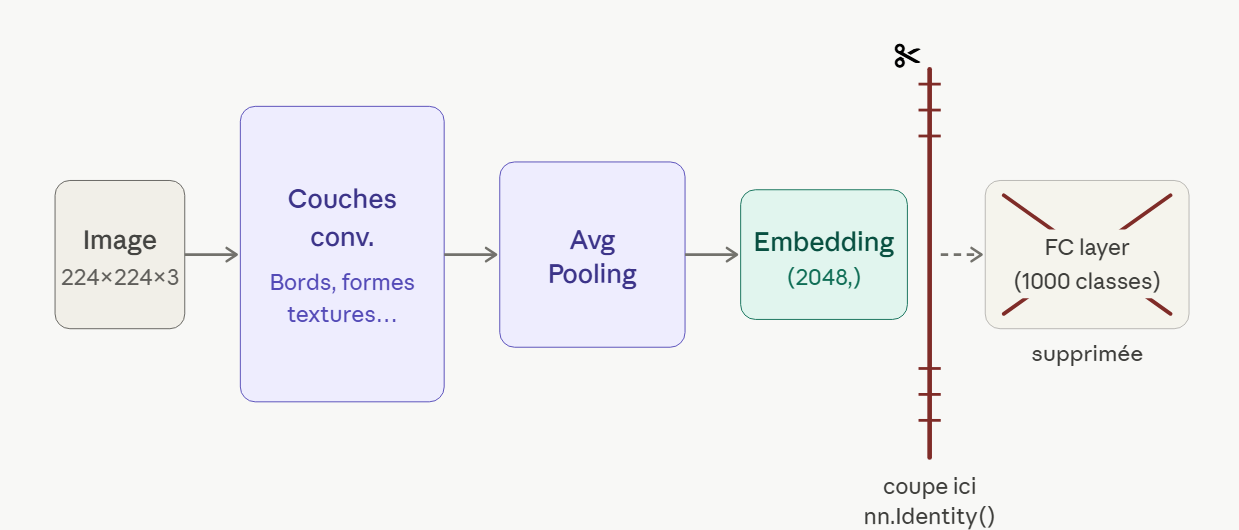 Image
224×224×3
Couches
conv.
Bords, formes
textures...
Avg
Pooling
Embedding
(2048,)
FC layer
(1000 classes)
supprimée
coupe ici
nn.Identity()